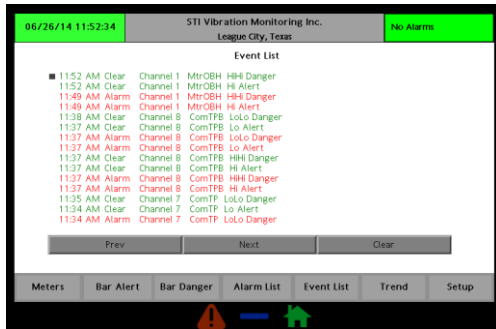 06/26/14 11:52:34
STI Vibration Monitoring Inc.
League City, Texas
No Alarms
Event List
11:52 AM Clear Channel 1 MtrOBH HiHi Danger
11:52 AM Clear Channel 1 MtrOBH Hi Alert
11:49 AM Alarm Channel 1 MtrOBH HiHi Danger
11:49 AM Alarm Channel 1 MtrOBH Hi Alert
11:38 AM Clear Channel 8 ComTPB LoLo Danger
11:37 AM Clear Channel 8 ComTPB Lo Alert
11:37 AM Alarm Channel 8 ComTPB LoLo Danger
11:37 AM Alarm Channel 8 ComTPB Lo Alert
11:37 AM Clear Channel 8 ComTPB HiHi Danger
11:37 AM Clear Channel 8 ComTPB Hi Alert
11:37 AM Alarm Channel 8 ComTPB HiHi Danger
11:37 AM Alarm Channel 8 ComTPB Hi Alert
11:35 AM Clear Channel 7 ComTP LoLo Danger
11:34 AM Clear Channel 7 ComTP Lo Alert
11:34 AM Alarm Channel 7 ComTP LoLo Danger
Prev Next Clear
Meters Bar Alert Bar Danger Alarm List Event List Trend Setup